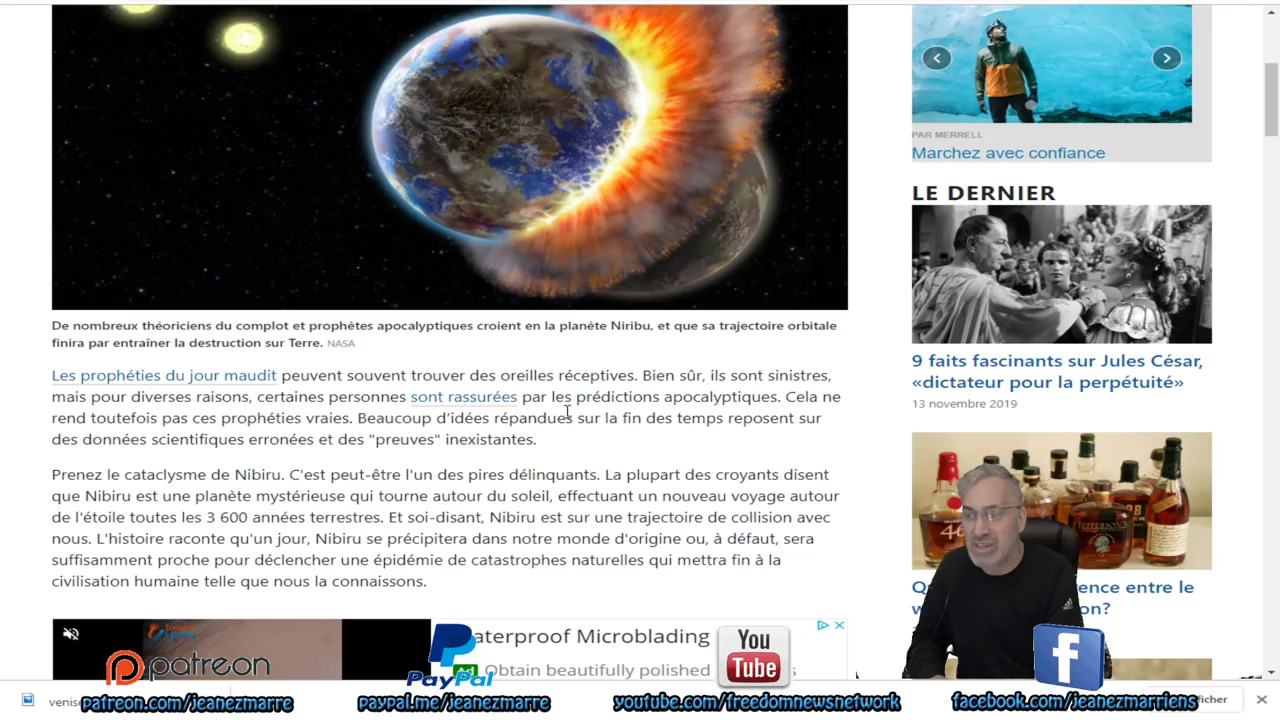 De nombreux théoriciens du complot et prophètes apocalyptiques croient en la planète Niribu, et que sa trajectoire orbitale
finira par entraîner la destruction sur Terre. NASA
Les prophéties du jour maudit peuvent souvent trouver des oreilles réceptives. Bien sûr, ils sont sinistres,
mais pour diverses raisons, certaines personnes sont rassurées par les prédictions apocalyptiques. Cela ne
rend toutefois pas ces prophéties vraies. Beaucoup d'idées répandues sur la fin des temps reposent sur
des données scientifiques erronées et des "preuves" inexistantes.
Prenez le cataclysme de Nibiru. C'est peut-être l'un des pires délinquants. La plupart des croyants disent
que Nibiru est une planète mystérieuse qui tourne autour du soleil, effectuant un nouveau voyage autour
de l'étoile toutes les 3 600 années terrestres. Et soi-disant, Nibiru est sur une trajectoire de collision avec
nous. L'histoire raconte qu'un jour, Nibiru se précipitera dans notre monde d'origine ou, à défaut, sera
suffisamment proche pour déclencher une épidémie de catastrophes naturelles qui mettra fin à la
civilisation humaine telle que nous la connaissons.
PAR MERRELL
Marchez avec confiance
LE DERNIER
9 faits fascinants sur Jules César,
«dictateur pour la perpétuité»
13 novembre 2019
JEFFERSON'S
entre le
aterproof Microblading
Ad Obtain beautifully polished
patreon
PayPal
You
Tube
f
venise
patreon.com/jeanezmarre
paypal.me/jeanezmarre
youtube.com/freedomnewsnetwork
facebook.com/jeanezmarriens
ficher